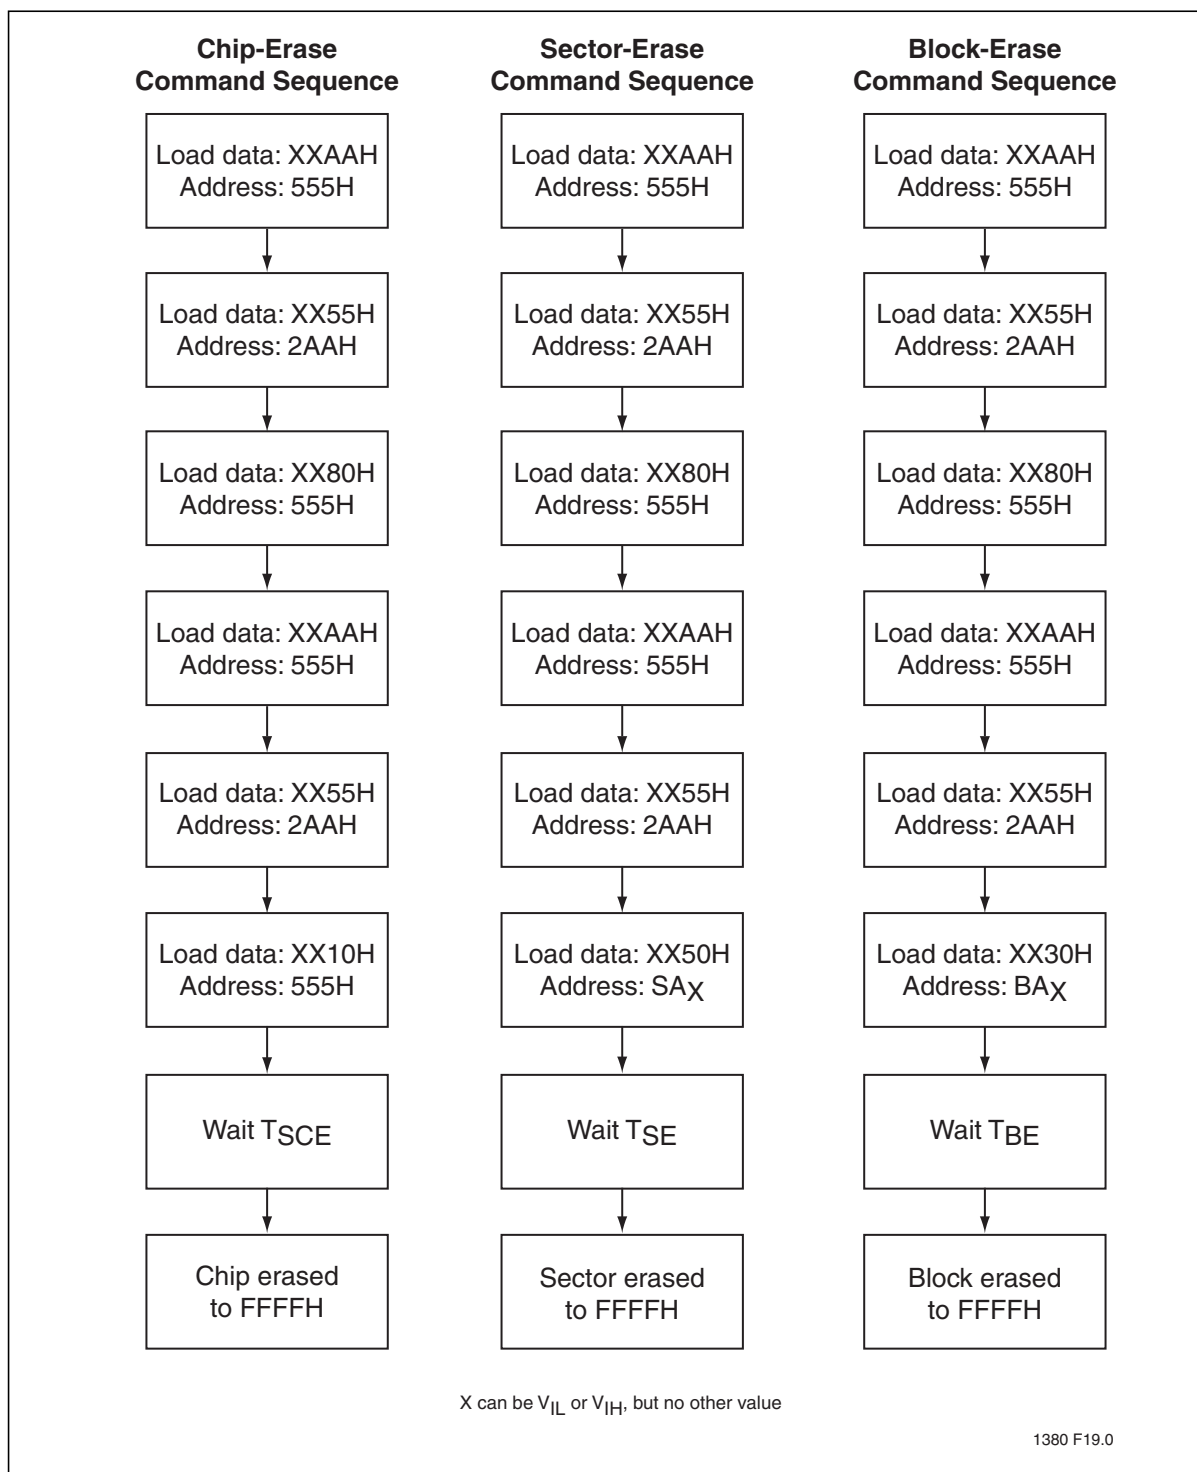 Chip-Erase
Command Sequence
Load data: XXAAH
Address: 555H
Load data: XX55H
Address: 2AAH
Load data: XX80H
Address: 555H
Load data: XXAAH
Address: 555H
Load data: XX55H
Address: 2AAH
Load data: XX10H
Address: 555H
Wait TSCE
Chip erased
to FFFFH
Sector-Erase
Command Sequence
Load data: XXAAH
Address: 555H
Load data: XX55H
Address: 2AAH
Load data: XX80H
Address: 555H
Load data: XXAAH
Address: 555H
Load data: XX55H
Address: 2AAH
Load data: XX50H
Address: SAX
Wait TSE
Sector erased
to FFFFH
Block-Erase
Command Sequence
Load data: XXAAH
Address: 555H
Load data: XX55H
Address: 2AAH
Load data: XX80H
Address: 555H
Load data: XXAAH
Address: 555H
Load data: XX55H
Address: 2AAH
Load data: XX30H
Address: BAX
Wait TBE
Block erased
to FFFFH
X can be VIL or VIH, but no other value
1380 F19.0